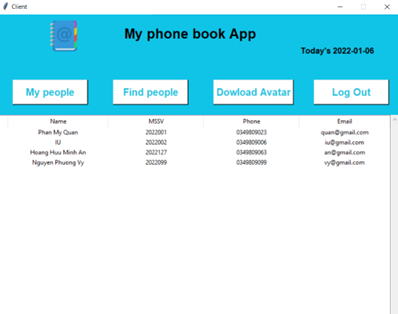 Client
My phone book App
Today's 2022-01-06
My people Find people Dowload Avatar Log Out
Name MSSV Phone Email
Phan My Quan 2022001 0349809023 quan@gmail.com
IU 2022002 0349809006 iu@gmail.com
Hoang Huu Minh An 2022127 0349809063 an@gmail.com
Nguyen Phuong Vy 2022099 0349809099 vy@gmail.com